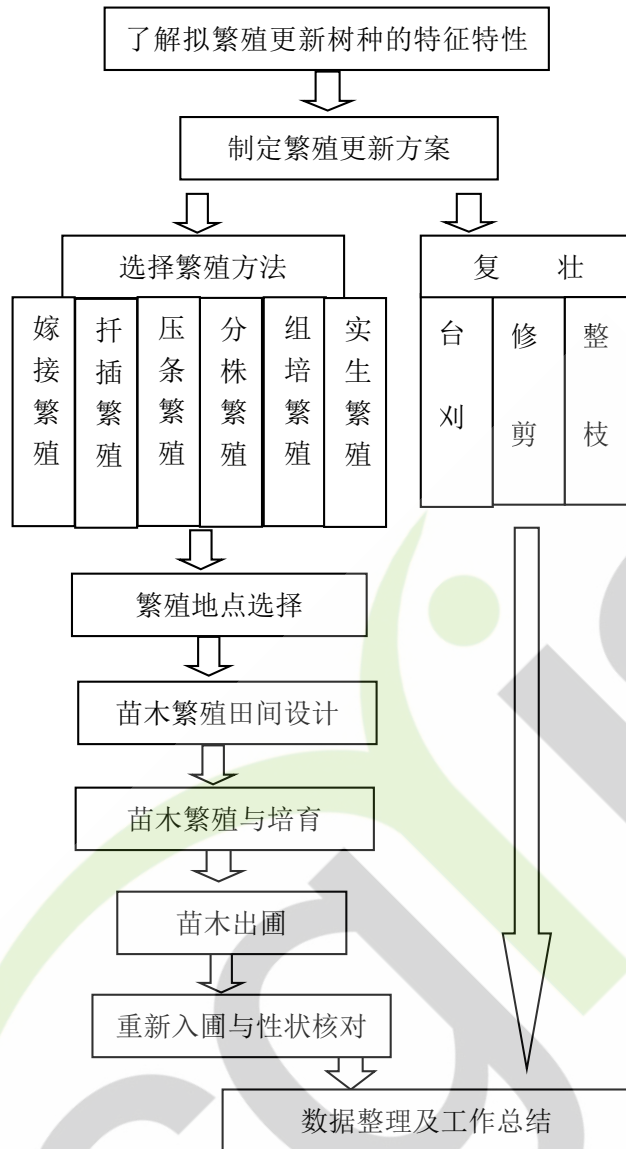 了解拟繁殖更新树种的特征特性
制定繁殖更新方案
选择繁殖方法
复 壮
嫁接繁殖
扦插繁殖
压条繁殖
分株繁殖
组培繁殖
实生繁殖
台刈
修剪
整枝
繁殖地点选择
苗木繁殖田间设计
苗木繁殖与培育
苗木出圃
重新入圃与性状核对
数据整理及工作总结